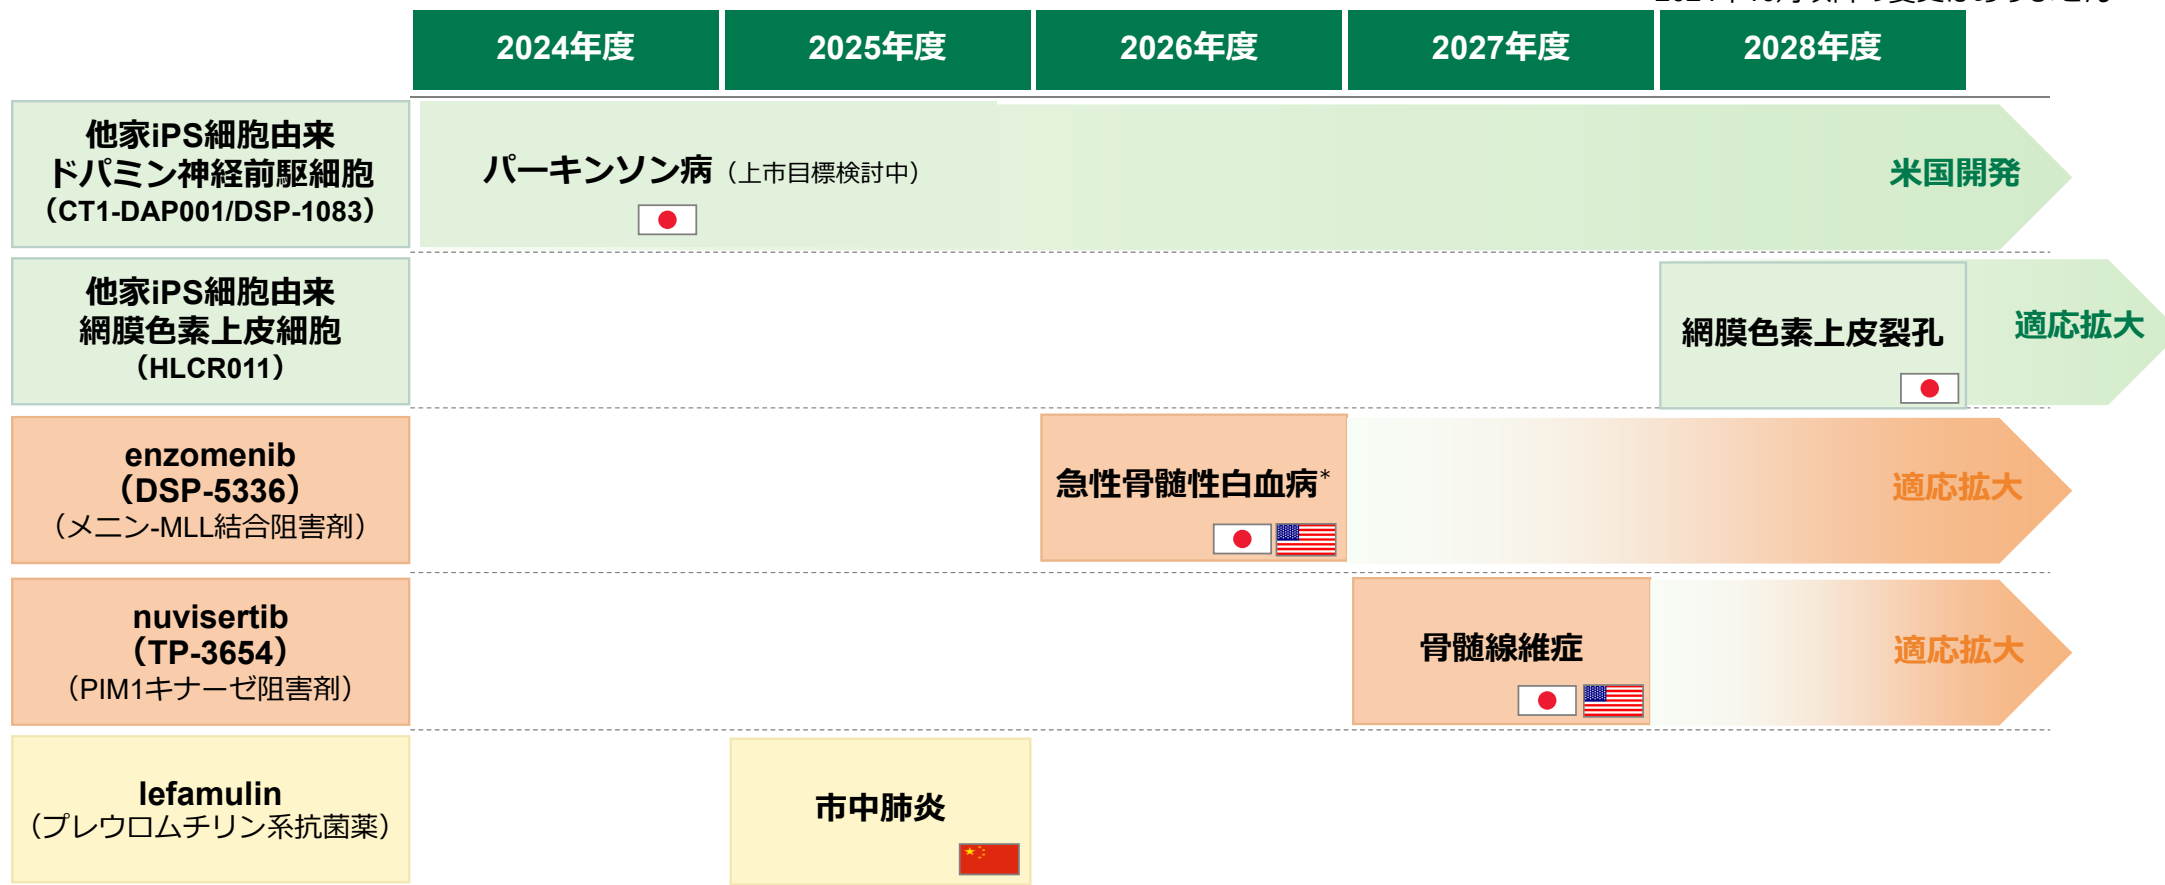 2024年度 2025年度 2026年度 2027年度 2028年度
他家iPS細胞由来
ドパミン神経前駆細胞
（CT1-DAP001/DSP-1083）
パーキンソン病（上市目標検討中）
米国開発
他家iPS細胞由来
網膜色素上皮細胞
（HLCR011）
網膜色素上皮裂孔
適応拡大
enzomenib
（DSP-5336）
（メニン-MLL結合阻害剤）
急性骨髄性白血病*
適応拡大
nuvisertib
（TP-3654）
（PIM1キナーゼ阻害剤）
骨髄線維症
適応拡大
lefamulin
（プレウロムチリン系抗菌薬）
市中肺炎